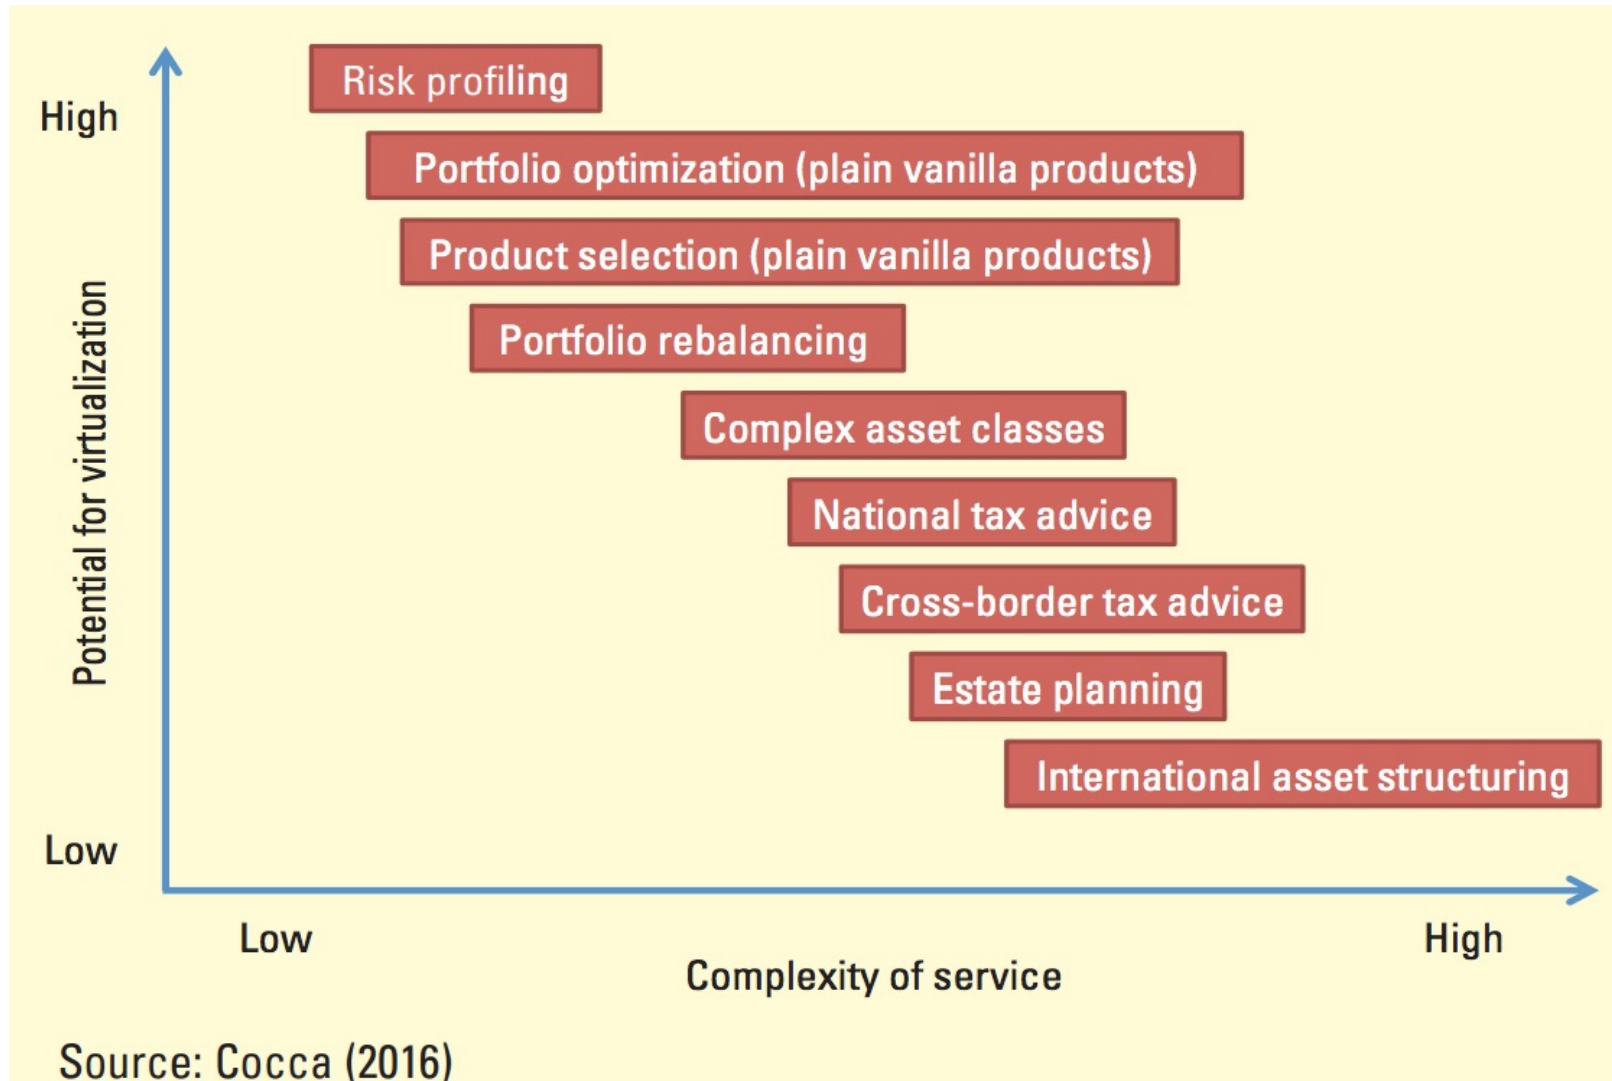 High
Risk profiling
Portfolio optimization (plain vanilla products)
Product selection (plain vanilla products)
Portfolio rebalancing
Complex asset classes
National tax advice
Cross-border tax advice
Estate planning
International asset structuring
Potential for virtualization
Low
Low
High
Complexity of service
Source: Cocca (2016)